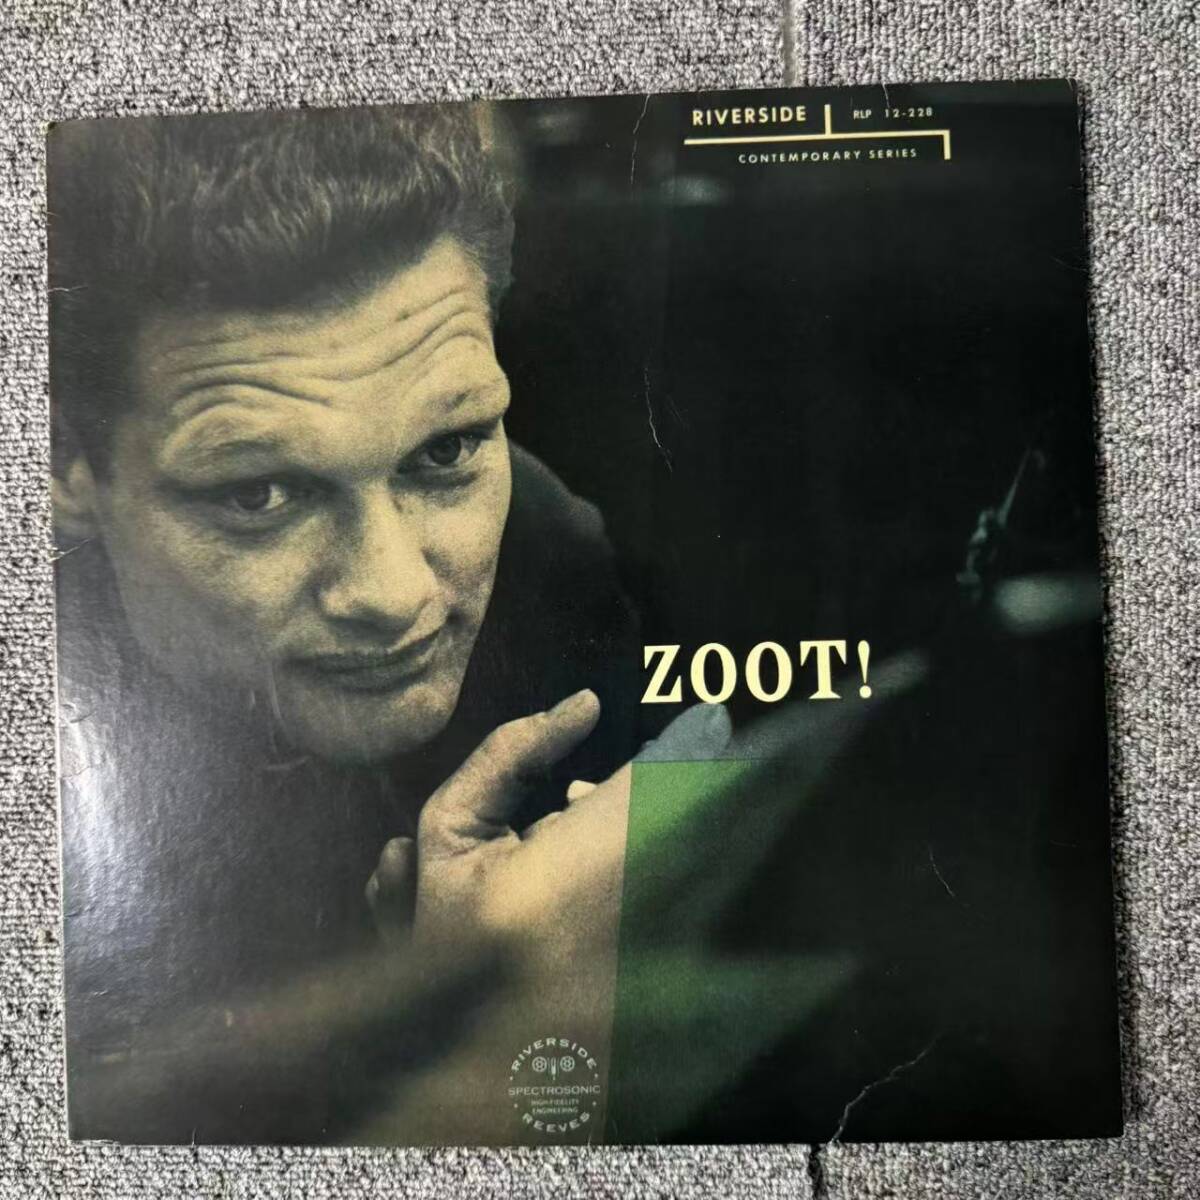 RIVERSIDE
RLP 12-228
CONTEMPORARY SERIES
ZOOT!
RIVERSIDE
SPECTROSONIC
HIGH FIDELITY
ENGINEERING
REEVES